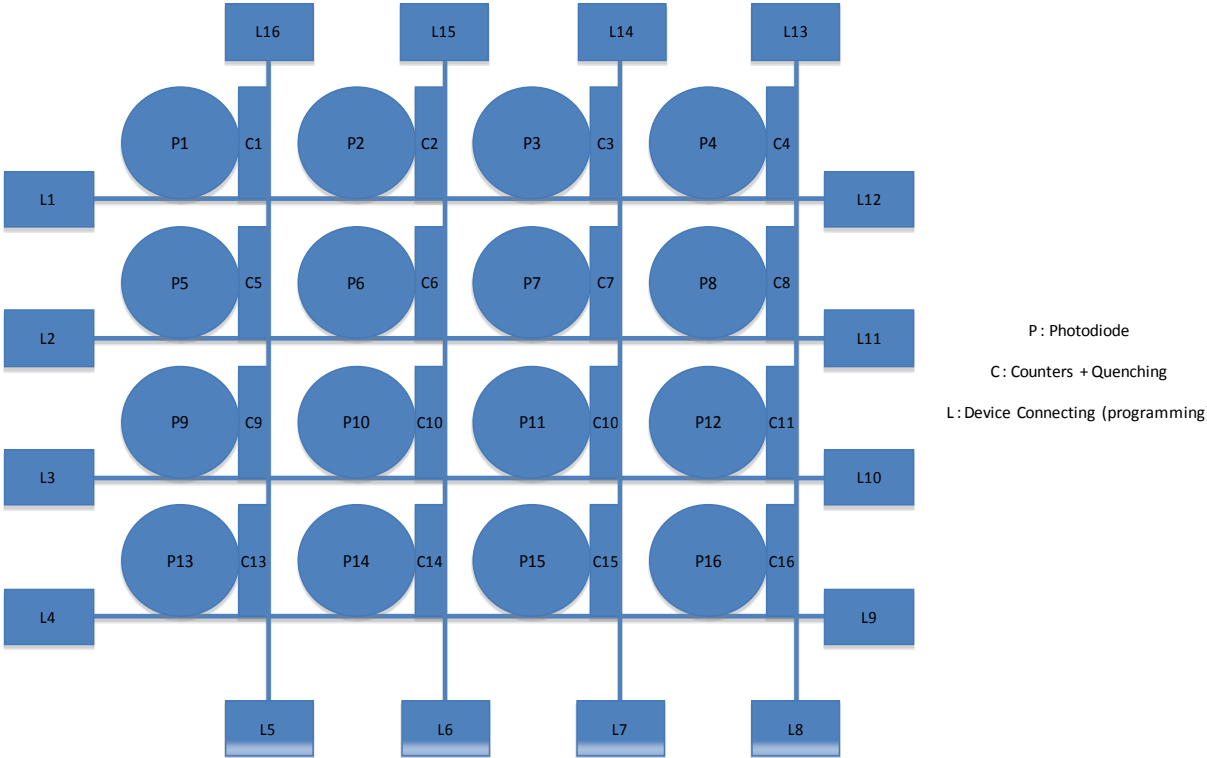 L16 L15 L14 L13
P1 C1 P2 C2 P3 C3 P4 C4
L1 L12
P5 C5 P6 C6 P7 C7 P8 C8
L2 L11
P : Photodiode
C : Counters + Quenching
L : Device Connecting (programming)
P9 C9 P10 C10 P11 C10 P12 C11
L3 L10
P13 C13 P14 C14 P15 C15 P16 C16
L4 L9
L5 L6 L7 L8